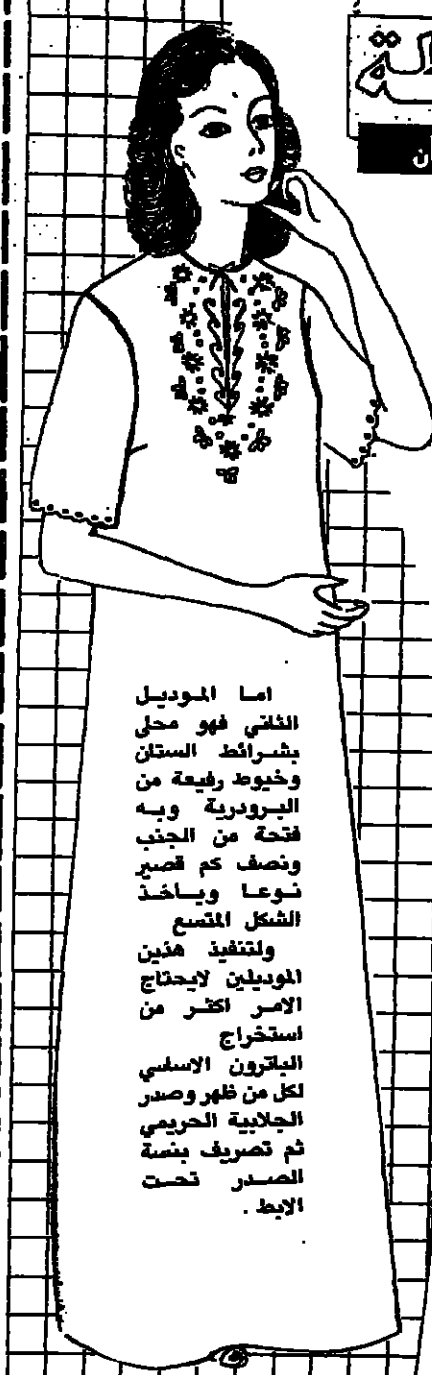 اما الموديل
الثاني فهو محلى
بشرائط الستان
وخيوط رفيعة من
البرودرية وبه
فتحة من الجنب
ونصف كم قصير
نوعا وياخذ
الشكل المتسع
ولتنفيذ هذين
الموديلين لايحتاج
الامر اكثر من
استخراج
الباترون الاساسي
لكل من ظهر وصدر
الجلابية الحريمي
ثم تصريف بنسة
الصدر تحت
الابط .